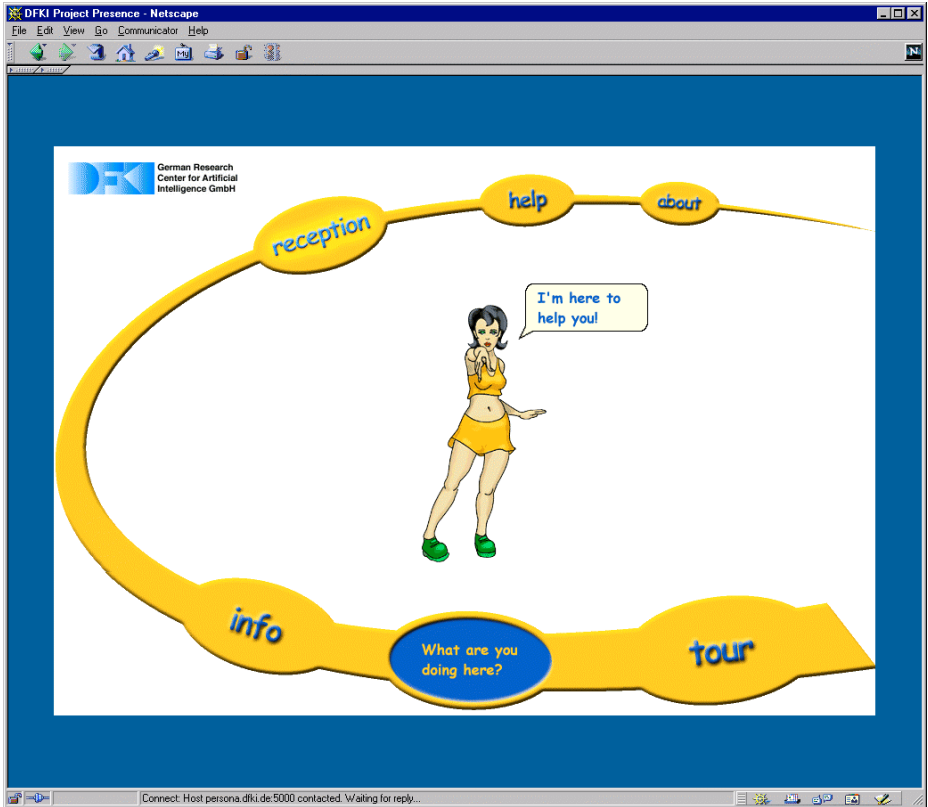 DFKI Project Presence - Netscape
File Edit View Go Communicator Help
My
N
DFKI
German Research
Center for Artificial
Intelligence GmbH
reception
help
about
I'm here to
help you!
info
What are you
doing here?
tour
Connect: Host persona.dfki.de:5000 contacted. Waiting for reply...